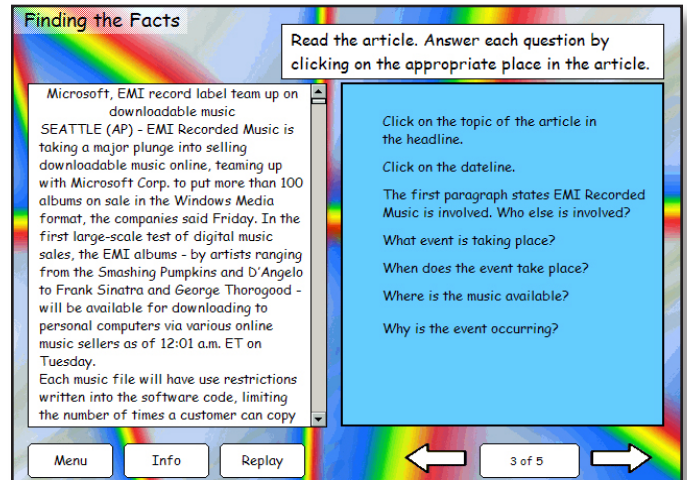 Finding the Facts
Read the article. Answer each question by
clicking on the appropriate place in the article.
Microsoft, EMI record label team up on
downloadable music
SEATTLE (AP) - EMI Recorded Music is
taking a major plunge into selling
downloadable music online, teaming up
with Microsoft Corp. to put more than 100
albums on sale in the Windows Media
format, the companies said Friday. In the
first large-scale test of digital music
sales, the EMI albums - by artists ranging
from the Smashing Pumpkins and D'Angelo
to Frank Sinatra and George Thorogood -
will be available for downloading to
personal computers via various online
music sellers as of 12:01 a.m. ET on
Tuesday.
Each music file will have use restrictions
written into the software code, limiting
the number of times a customer can copy
Click on the topic of the article in
the headline.
Click on the dateline.
The first paragraph states EMI Recorded
Music is involved. Who else is involved?
What event is taking place?
When does the event take place?
Where is the music available?
Why is the event occurring?
Menu
Info
Replay
3 of 5